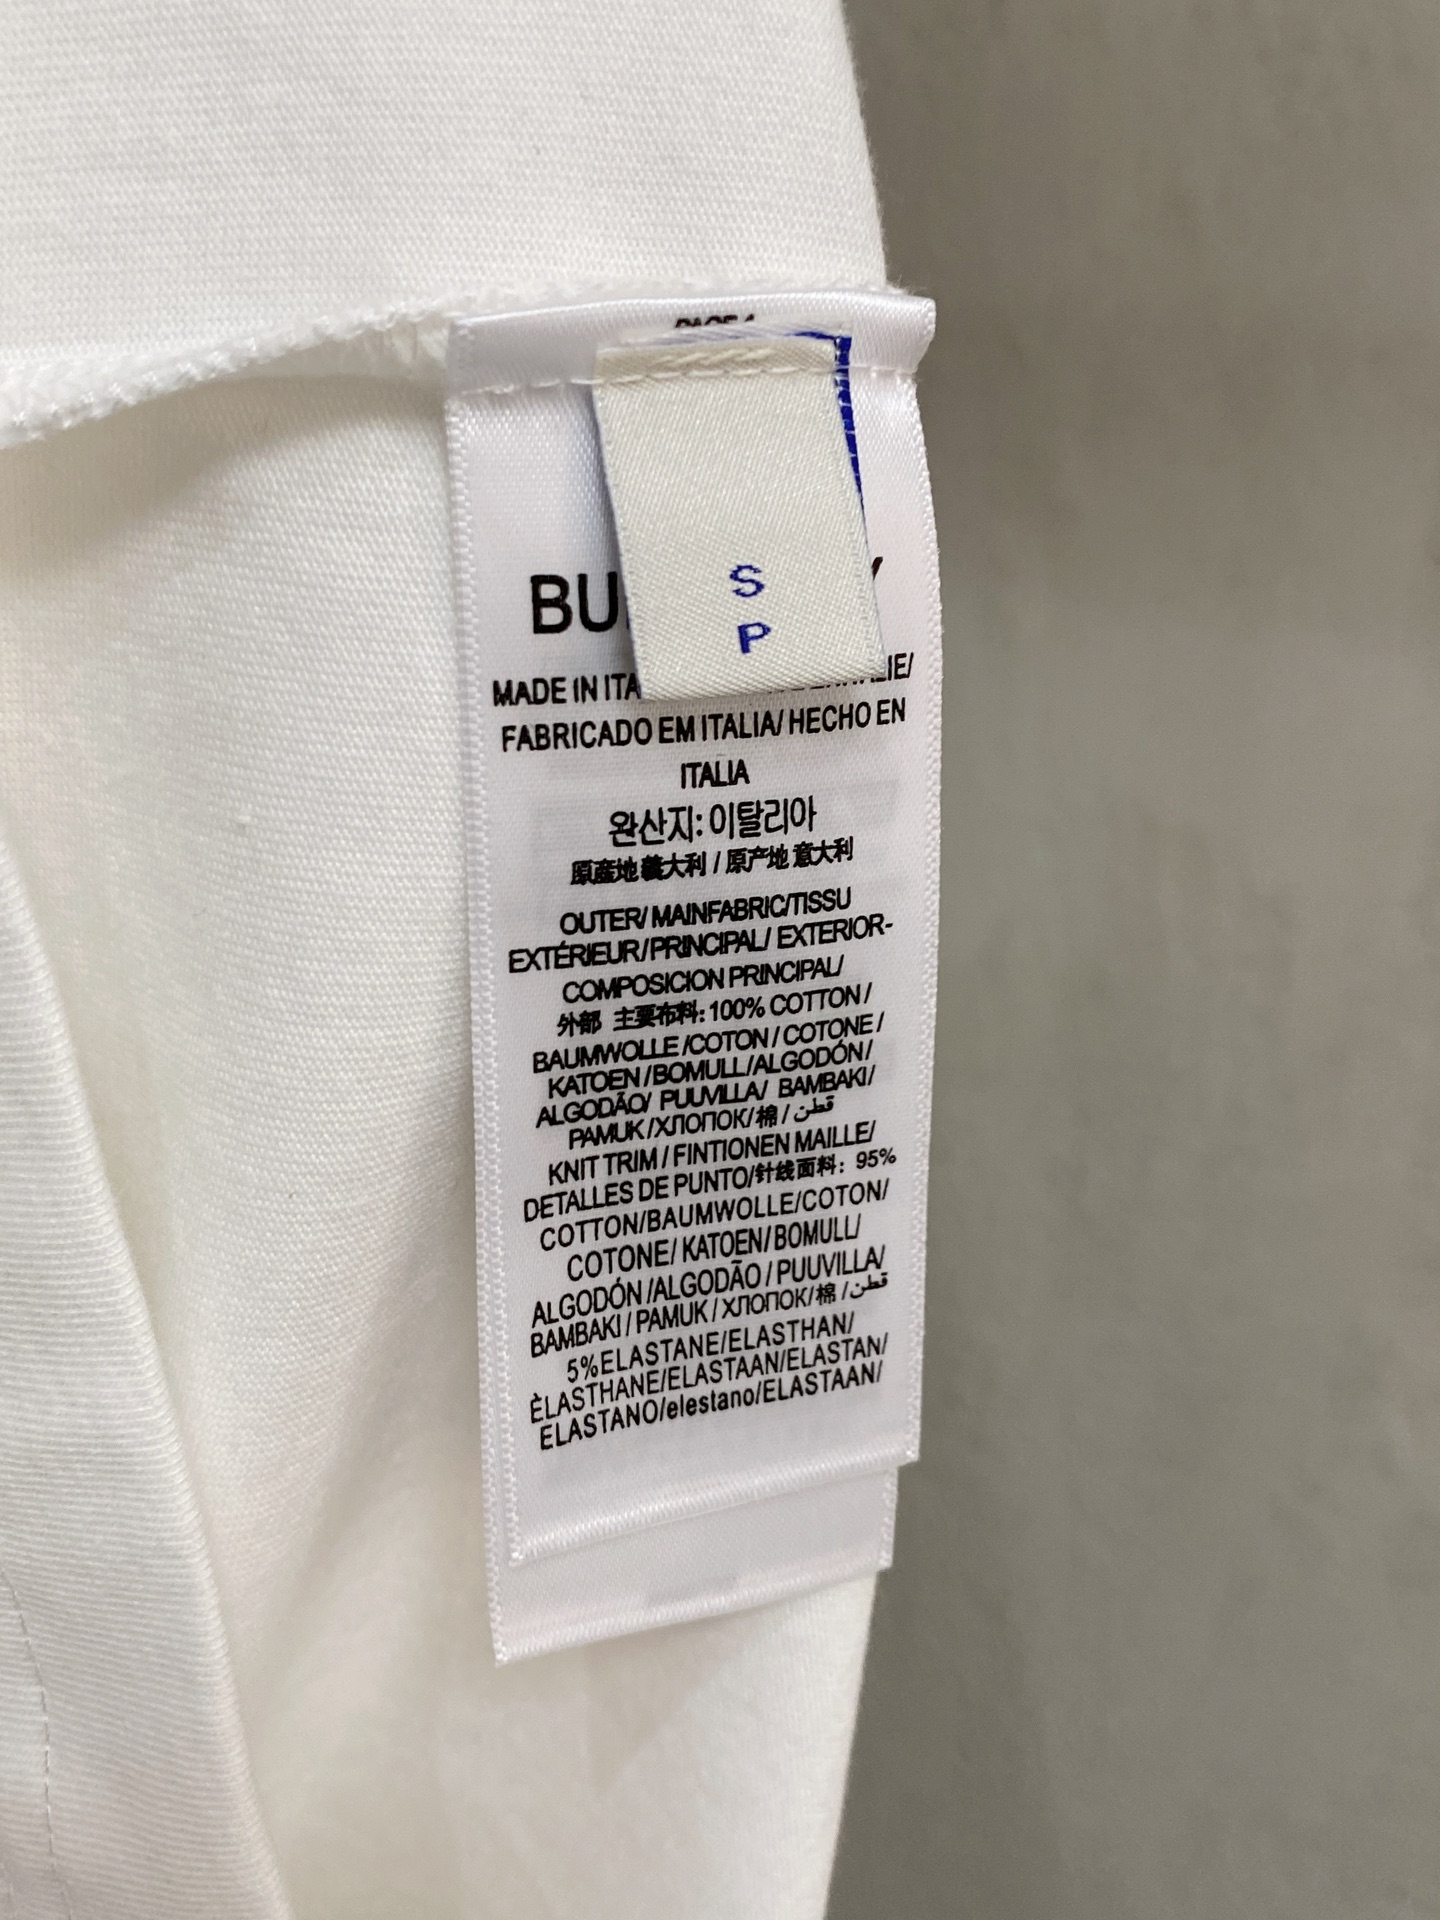 S
P
MADE IN
FABRICADO EM ITALIA/ HECHO EN
ITALIA
완산지: 이탈리아
原産地 義大利 / 原产地 意大利
OUTER/ MAINFABRIC/TISSU
EXTÉRIEUR/PRINCIPAL/ EXTERIOR-
COMPOSICION PRINCIPAL/
外部 主要布料: 100% COTTON /
BAUMWOLLE /COTON / COTONE /
KATOEN /BOMULL/ALGODÓN/
ALGODÃO/ PUUVILLA/ BAMBAKI/
PAMUK /ХЛОПОК/ 棉 / قطن
KNIT TRIM / FINTIONEN MAILLE/
DETALLES DE PUNTO/针线面料: 95%
COTTON/BAUMWOLLE/COTON/
COTONE/ KATOEN/ BOMULL/
ALGODÓN /ALGODÃO / PUUVILLA/
BAMBAKI / PAMUK / ХЛОПОК/ 棉 / قطن
5%ELASTANE/ELASTHAN/
ÈLASTHANE/ELASTAAN/ELASTAN/
ELASTANO/elestano/ELASTAAN/